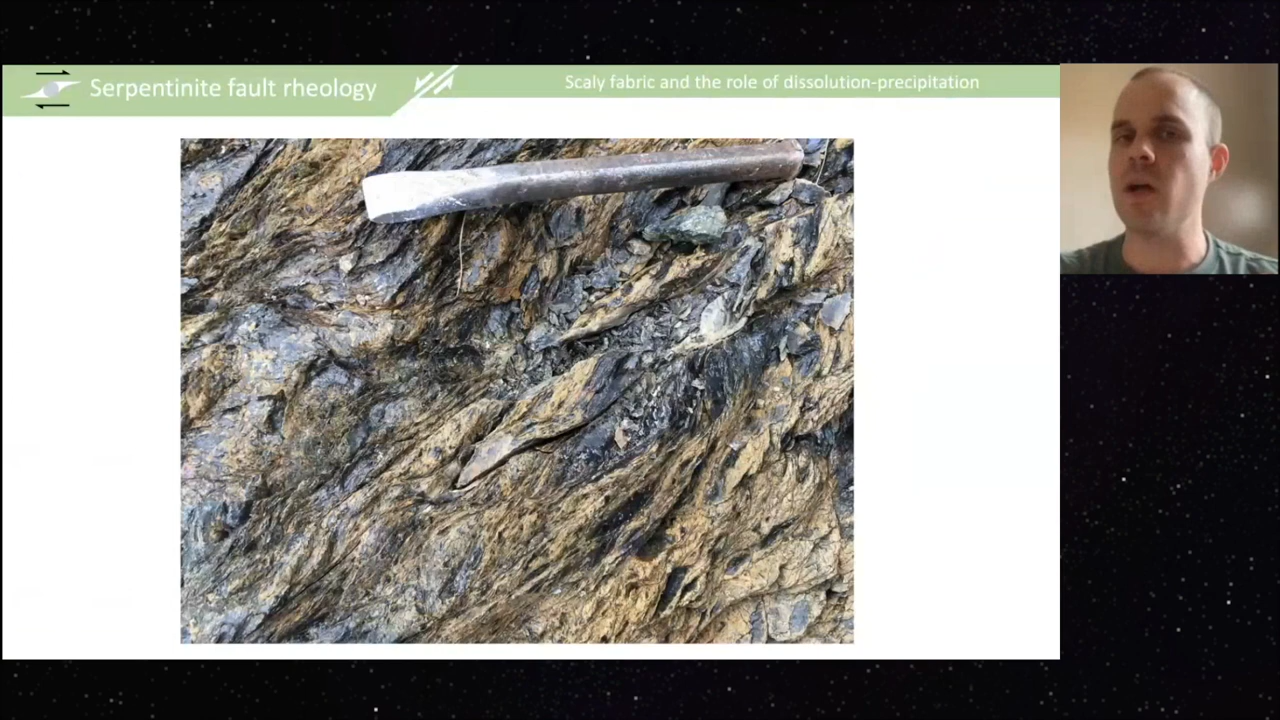 Serpentinite fault rheology
Scaly fabric and the role of dissolution-precipitation